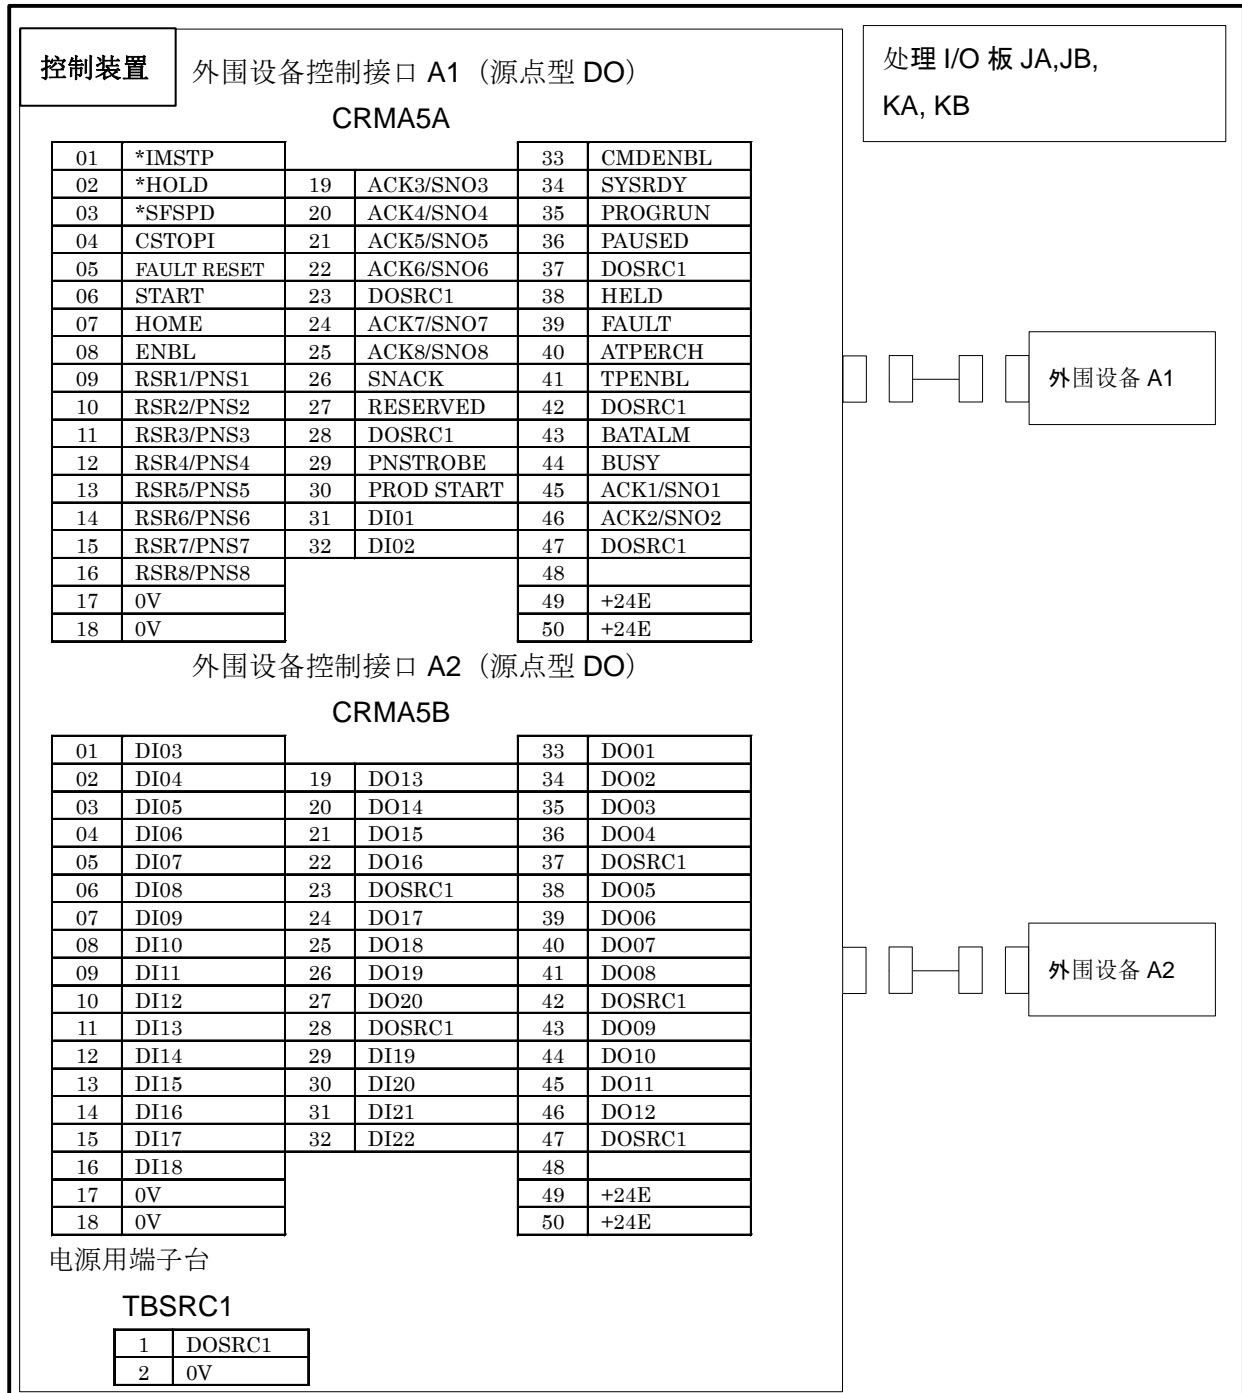 控制装置
外围设备控制接口 A1（源点型 DO）
处理 I/O 板 JA,JB,
KA, KB
CRMA5A
01 *IMSTP 33 CMDENBL
02 *HOLD 19 ACK3/SNO3 34 SYSRDY
03 *SFSPD 20 ACK4/SNO4 35 PROGRUN
04 CSTOPI 21 ACK5/SNO5 36 PAUSED
05 FAULT RESET 22 ACK6/SNO6 37 DOSRC1
06 START 23 DOSRC1 38 HELD
07 HOME 24 ACK7/SNO7 39 FAULT
08 ENBL 25 ACK8/SNO8 40 ATPERCH
09 RSR1/PNS1 26 SNACK 41 TPENBL
10 RSR2/PNS2 27 RESERVED 42 DOSRC1
11 RSR3/PNS3 28 DOSRC1 43 BATALM
12 RSR4/PNS4 29 PNSTROBE 44 BUSY
13 RSR5/PNS5 30 PROD START 45 ACK1/SNO1
14 RSR6/PNS6 31 DI01 46 ACK2/SNO2
15 RSR7/PNS7 32 DI02 47 DOSRC1
16 RSR8/PNS8 48
17 0V 49 +24E
18 0V 50 +24E
外围设备 A1
外围设备控制接口 A2（源点型 DO）
CRMA5B
01 DI03 33 DO01
02 DI04 19 DO13 34 DO02
03 DI05 20 DO14 35 DO03
04 DI06 21 DO15 36 DO04
05 DI07 22 DO16 37 DOSRC1
06 DI08 23 DOSRC1 38 DO05
07 DI09 24 DO17 39 DO06
08 DI10 25 DO18 40 DO07
09 DI11 26 DO19 41 DO08
10 DI12 27 DO20 42 DOSRC1
11 DI13 28 DOSRC1 43 DO09
12 DI14 29 DI19 44 DO10
13 DI15 30 DI20 45 DO11
14 DI16 31 DI21 46 DO12
15 DI17 32 DI22 47 DOSRC1
16 DI18 48
17 0V 49 +24E
18 0V 50 +24E
外围设备 A2
电源用端子台
TBSRC1
1 DOSRC1
2 0V